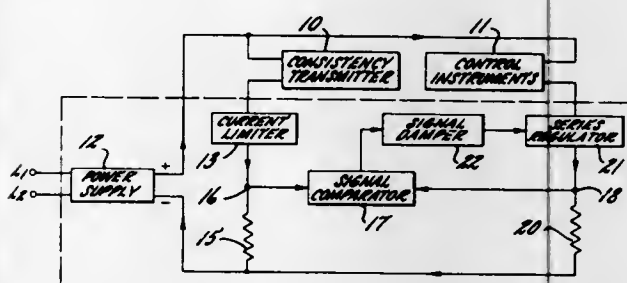 10
11
CONSISTENCY
TRANSMITTER
CONTROL
INSTRUMENTS
CURRENT
LIMITER
13
SIGNAL
DAMPER
22
SERIES
REGULATOR
21
L1
L2
12
POWER
SUPPLY
+
-
16
SIGNAL
COMPARATOR
17
18
15
20